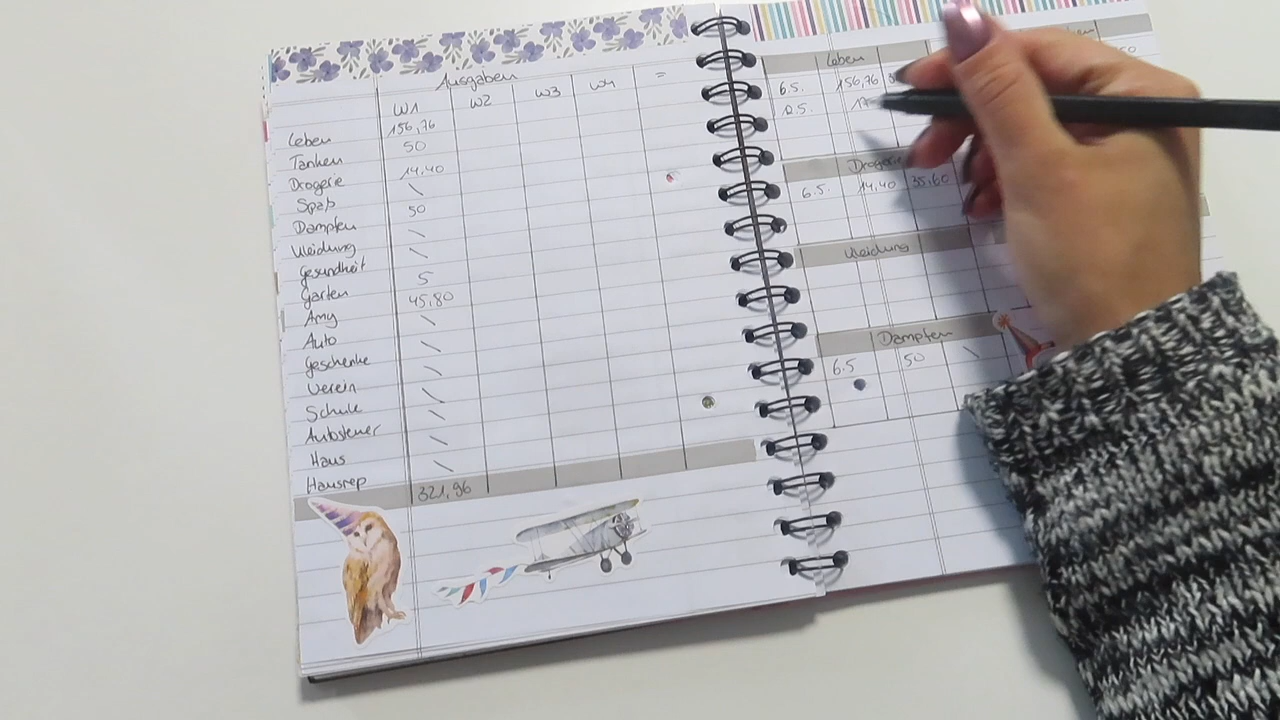 Ausgaben
W1 W2 W3 W4 =
Leben 156,76
Tanken 50
Drogerie 14,40
Spaß \
Dampfen 50
Kleidung \
Gesundheit \
Garten 5
Amy 45,80
Auto \
Geschenke \
Verein \
Schule \
Autosteuer \
Haus \
Hausrep \
321,96
Leben
6.5. 156,76
12.5.
Drogerie
6.5. 14,40 35,60
Kleidung
Dampfen
6.5 50 \